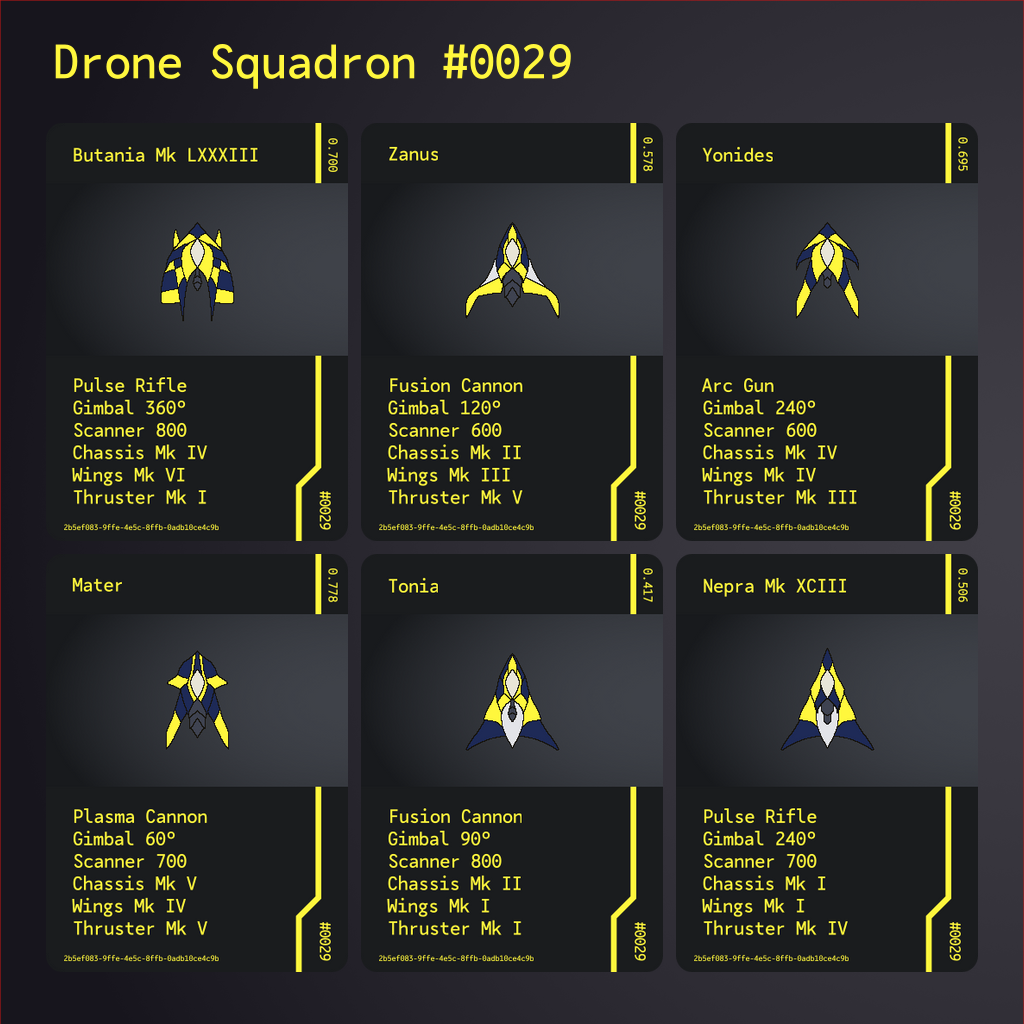 Drone Squadron #0029
Butania Mk LXXXIII
0.700
Pulse Rifle
Gimbal 360º
Scanner 800
Chassis Mk IV
Wings Mk VI
Thruster Mk I
#0029
2b5ef083-9ffe-4e5c-8ffb-0adb10ce4c9b
Zanus
0.578
Fusion Cannon
Gimbal 120º
Scanner 600
Chassis Mk II
Wings Mk III
Thruster Mk V
#0029
2b5ef083-9ffe-4e5c-8ffb-0adb10ce4c9b
Yonides
0.695
Arc Gun
Gimbal 240º
Scanner 600
Chassis Mk IV
Wings Mk IV
Thruster Mk III
#0029
2b5ef083-9ffe-4e5c-8ffb-0adb10ce4c9b
Mater
0.778
Plasma Cannon
Gimbal 60º
Scanner 700
Chassis Mk V
Wings Mk IV
Thruster Mk V
#0029
2b5ef083-9ffe-4e5c-8ffb-0adb10ce4c9b
Tonia
0.417
Fusion Cannon
Gimbal 90º
Scanner 800
Chassis Mk II
Wings Mk I
Thruster Mk I
#0029
2b5ef083-9ffe-4e5c-8ffb-0adb10ce4c9b
Nepra Mk XCIII
0.506
Pulse Rifle
Gimbal 240º
Scanner 700
Chassis Mk I
Wings Mk I
Thruster Mk IV
#0029
2b5ef083-9ffe-4e5c-8ffb-0adb10ce4c9b